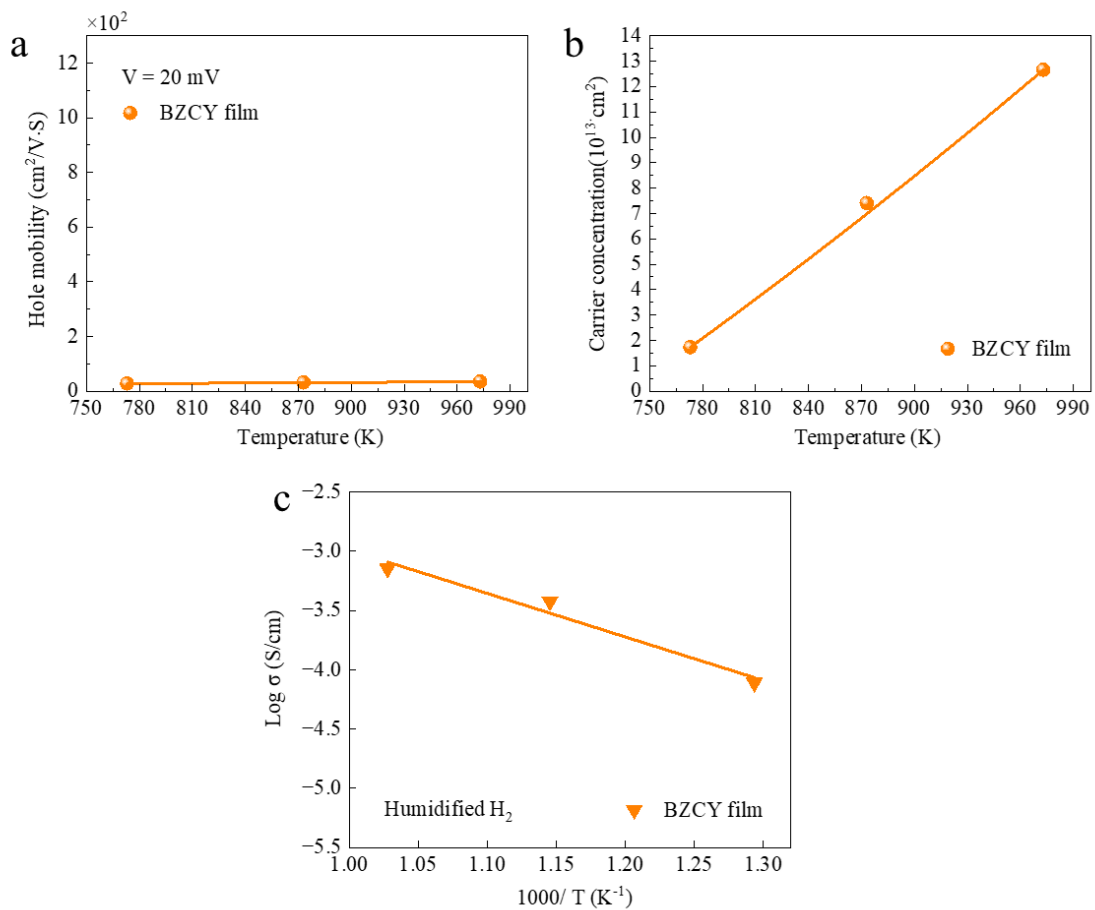 a
×10²
12
10
8
6
4
2
0
V = 20 mV
BZCY film
Hole mobility (cm²/V·S)
750 780 810 840 870 900 930 960 990
Temperature (K)
b
14
13
12
11
10
9
8
7
6
5
4
3
2
1
0
Carrier concentration(10¹³·cm²)
BZCY film
750 780 810 840 870 900 930 960 990
Temperature (K)
c
−2.5
−3.0
−3.5
−4.0
−4.5
−5.0
−5.5
Log σ (S/cm)
Humidified H₂
BZCY film
1.00 1.05 1.10 1.15 1.20 1.25 1.30
1000/ T (K⁻¹)